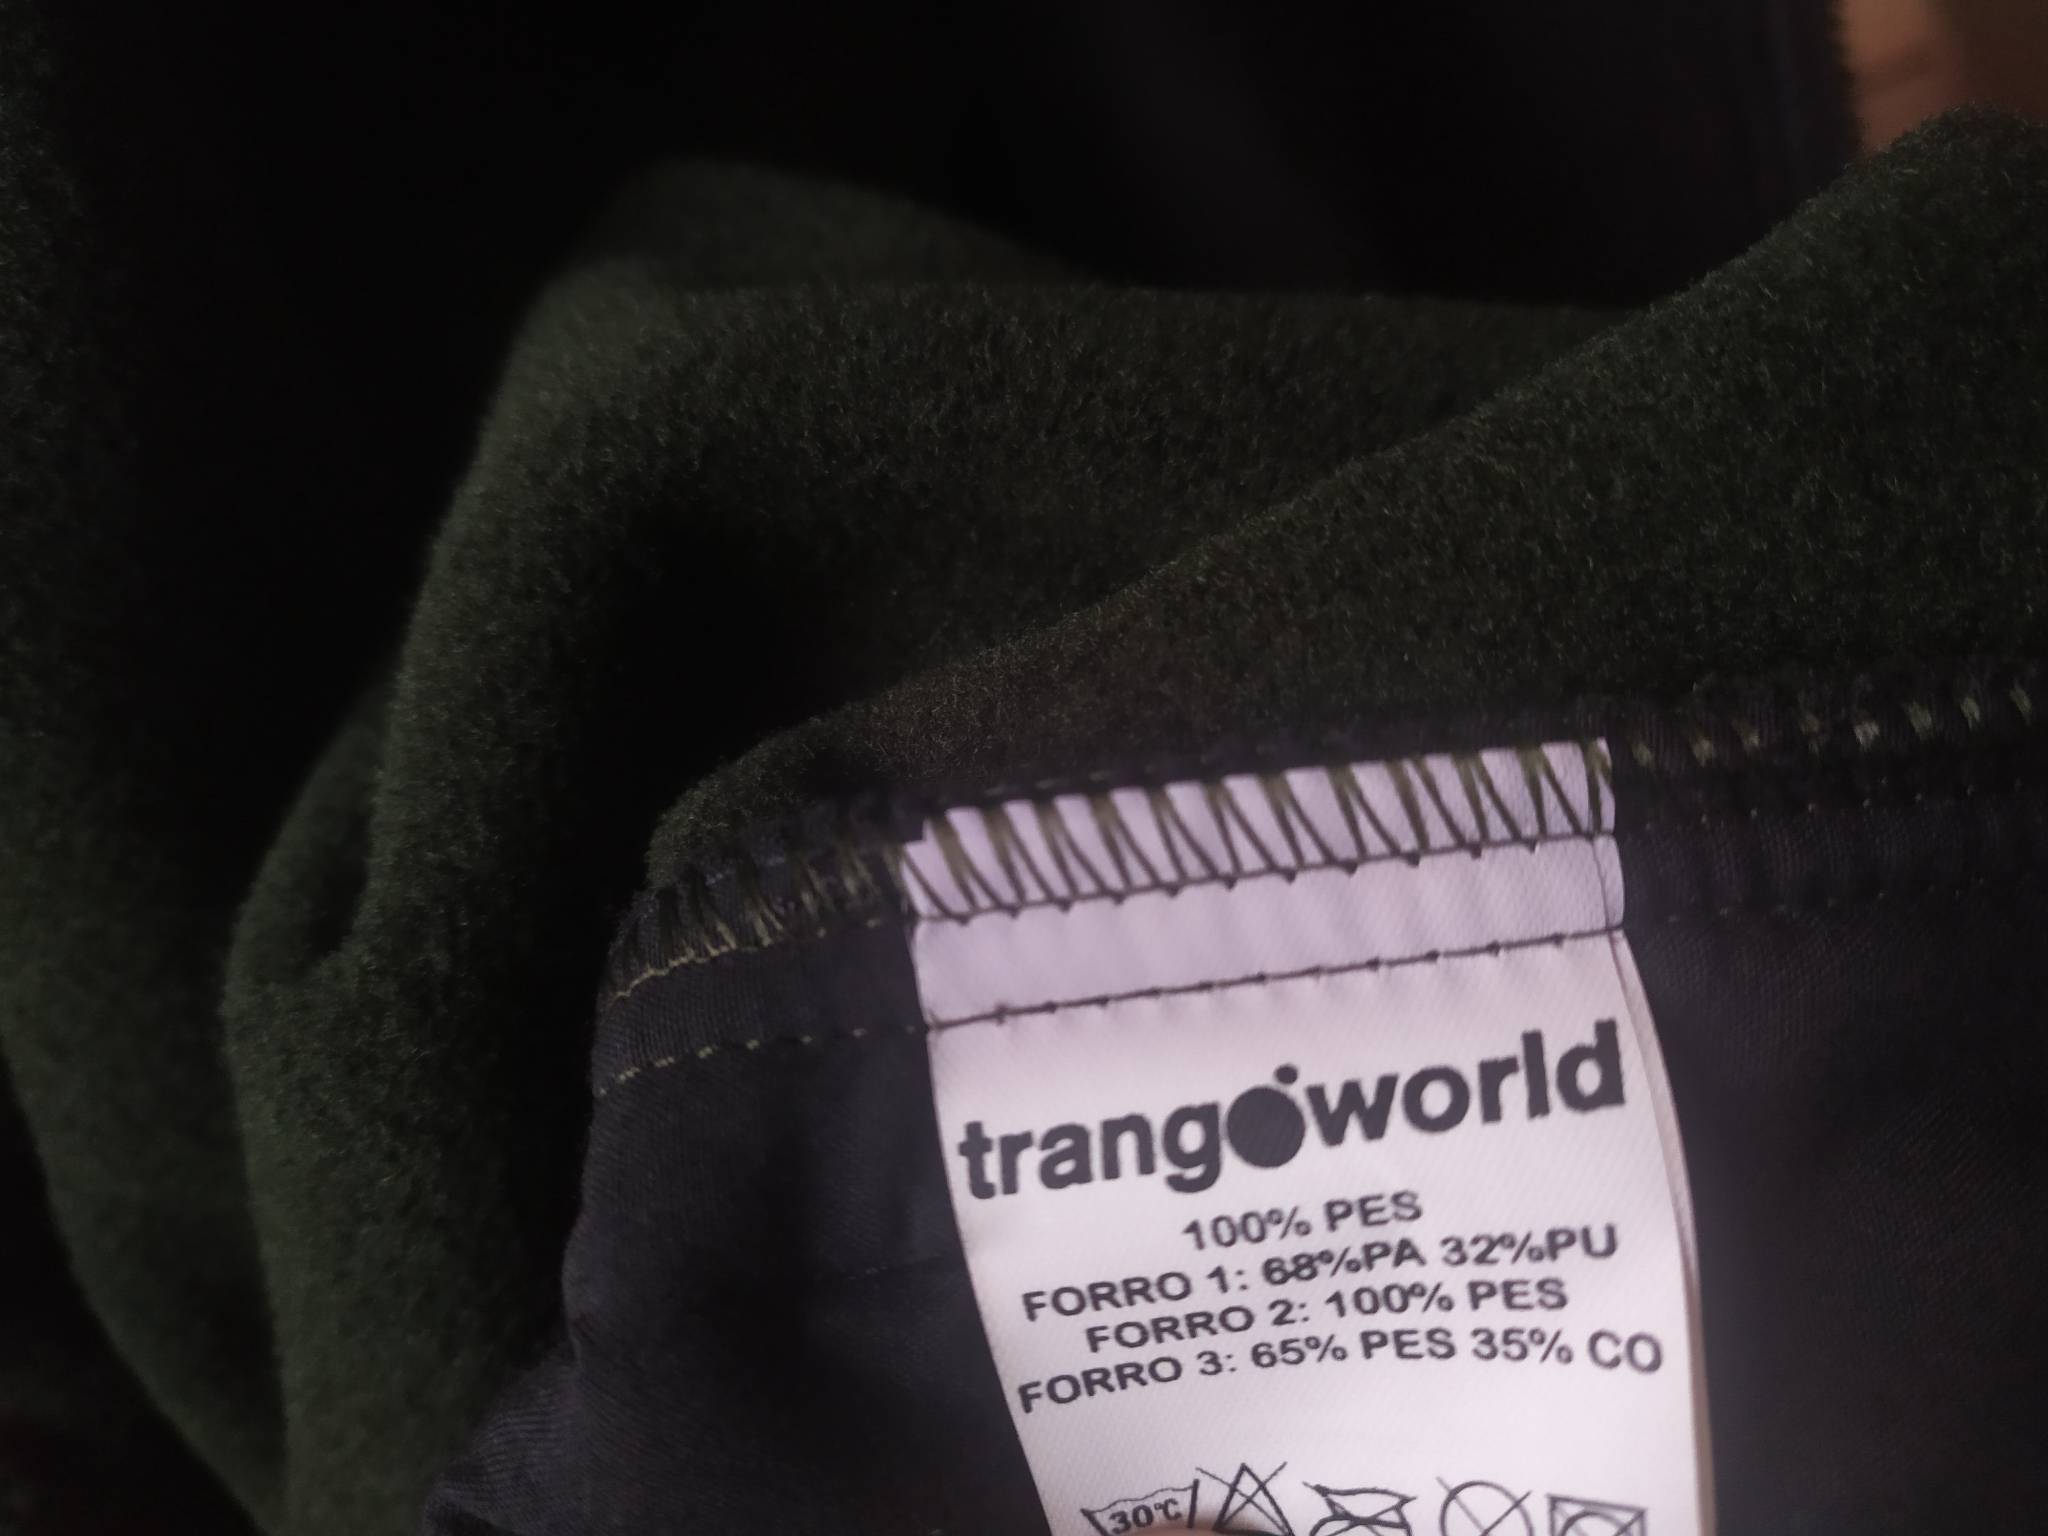 trangoworld
100% PES
FORRO 1: 68%PA 32%PU
FORRO 2: 100% PES
FORRO 3: 65% PES 35% CO
30°C